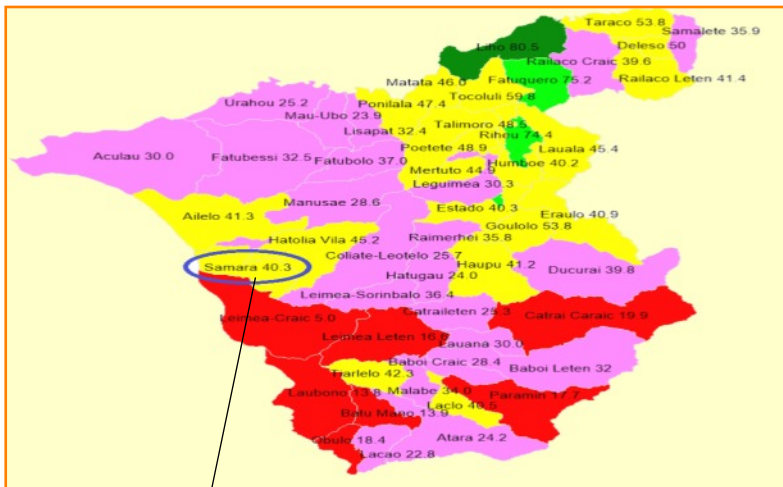 Taraco 53.8
Samalete 35.9
Liho 80.5
Deleso 50
Railaco Craic 39.6
Matata 46.0
Fatuquero 75.2
Railaco Leten 41.4
Urahou 25.2
Ponilala 47.4
Tocoluli 59.8
Mau-Ubo 23.9
Lisapat 32.4
Talimoro 48.5
Riheu 74.4
Aculau 30.0
Fatubessi 32.5
Fatubolo 37.0
Poetete 48.9
Lauala 45.4
Humboe 40.2
Mertuto 44.9
Leguimea 30.3
Manusae 28.6
Ailelo 41.3
Estado 40.3
Eraulo 40.9
Goulolo 53.8
Hatolia Vila 45.2
Raimerhei 35.8
Coliate-Leotelo 25.7
Samara 40.3
Haupu 41.2
Hatugau 24.0
Ducurai 39.8
Leimea-Sorinbalo 36.4
Leimea-Craic 5.0
Catraileten 25.3
Catrai Caraic 19.9
Leimea Leten
Lauana 30.0
Baboi Craic 28.4
Baboi Leten 32
42.3
Laubono 13.8
Malabe 34.0
Paramin 17.7
Laclo
Batu Mano 13.9
Obulo 18.4
Atara 24.2
Lacao 22.8